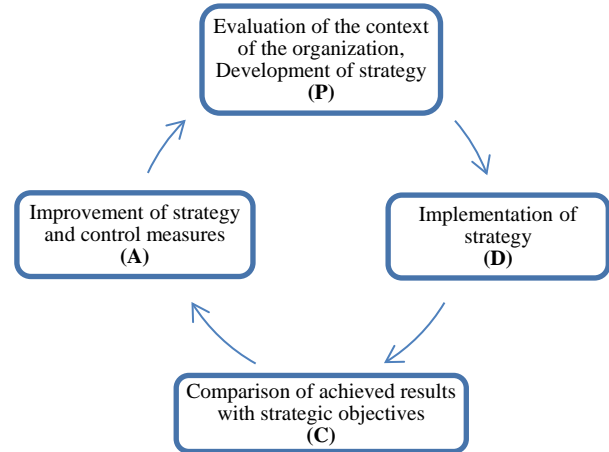 Evaluation of the context
of the organization,
Development of strategy
(P)
Implementation of
strategy
(D)
Comparison of achieved results
with strategic objectives
(C)
Improvement of strategy
and control measures
(A)